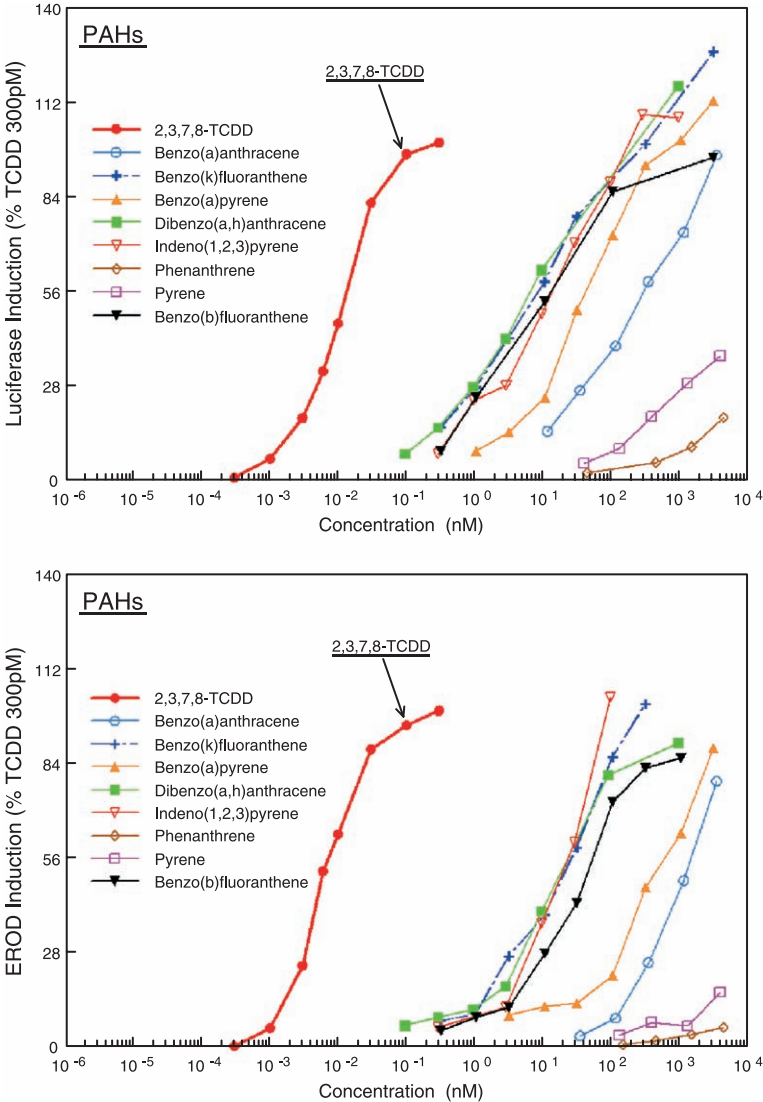 140
PAHs
2,3,7,8-TCDD
112
2,3,7,8-TCDD
Benzo(a)anthracene
Benzo(k)fluoranthene
84
Benzo(a)pyrene
Dibenzo(a,h)anthracene
Indeno(1,2,3)pyrene
56
Phenanthrene
Pyrene
Benzo(b)fluoranthene
28
0
Luciferase Induction (% TCDD 300pM)
10-6 10-5 10-4 10-3 10-2 10-1 10 0 10 1 10 2 10 3 10 4
Concentration (nM)
140
PAHs
112
2,3,7,8-TCDD
2,3,7,8-TCDD
Benzo(a)anthracene
Benzo(k)fluoranthene
84
Benzo(a)pyrene
Dibenzo(a,h)anthracene
Indeno(1,2,3)pyrene
Phenanthrene
56
Pyrene
Benzo(b)fluoranthene
28
0
EROD Induction (% TCDD 300pM)
10-6 10-5 10-4 10-3 10-2 10-1 10 0 10 1 10 2 10 3 10 4
Concentration (nM)